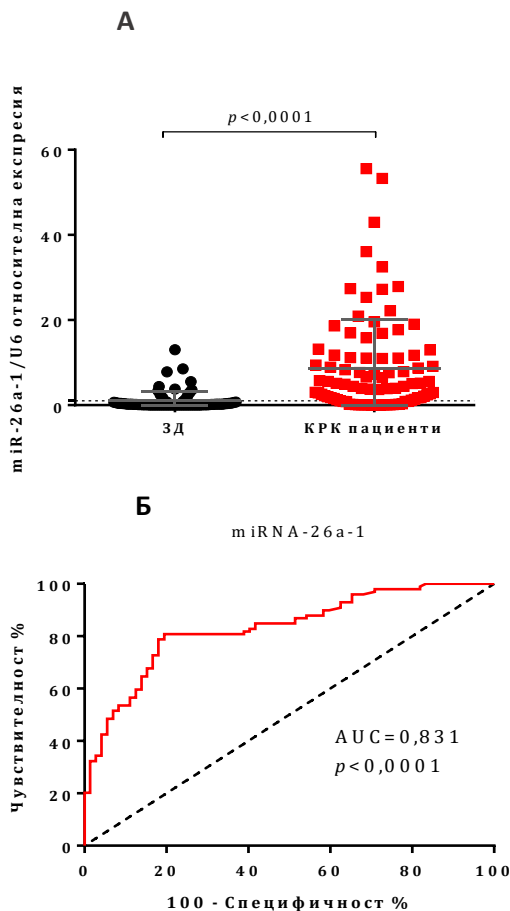 А
miR-26a-1/U6 относителна експресия
p<0,0001
60
40
20
0
ЗД
КРК пациенти
Б
miRNA-26a-1
Чувствителност %
100
80
60
40
20
0
AUC=0,831
p<0,0001
0
20
40
60
80
100
100 - Специфичност %